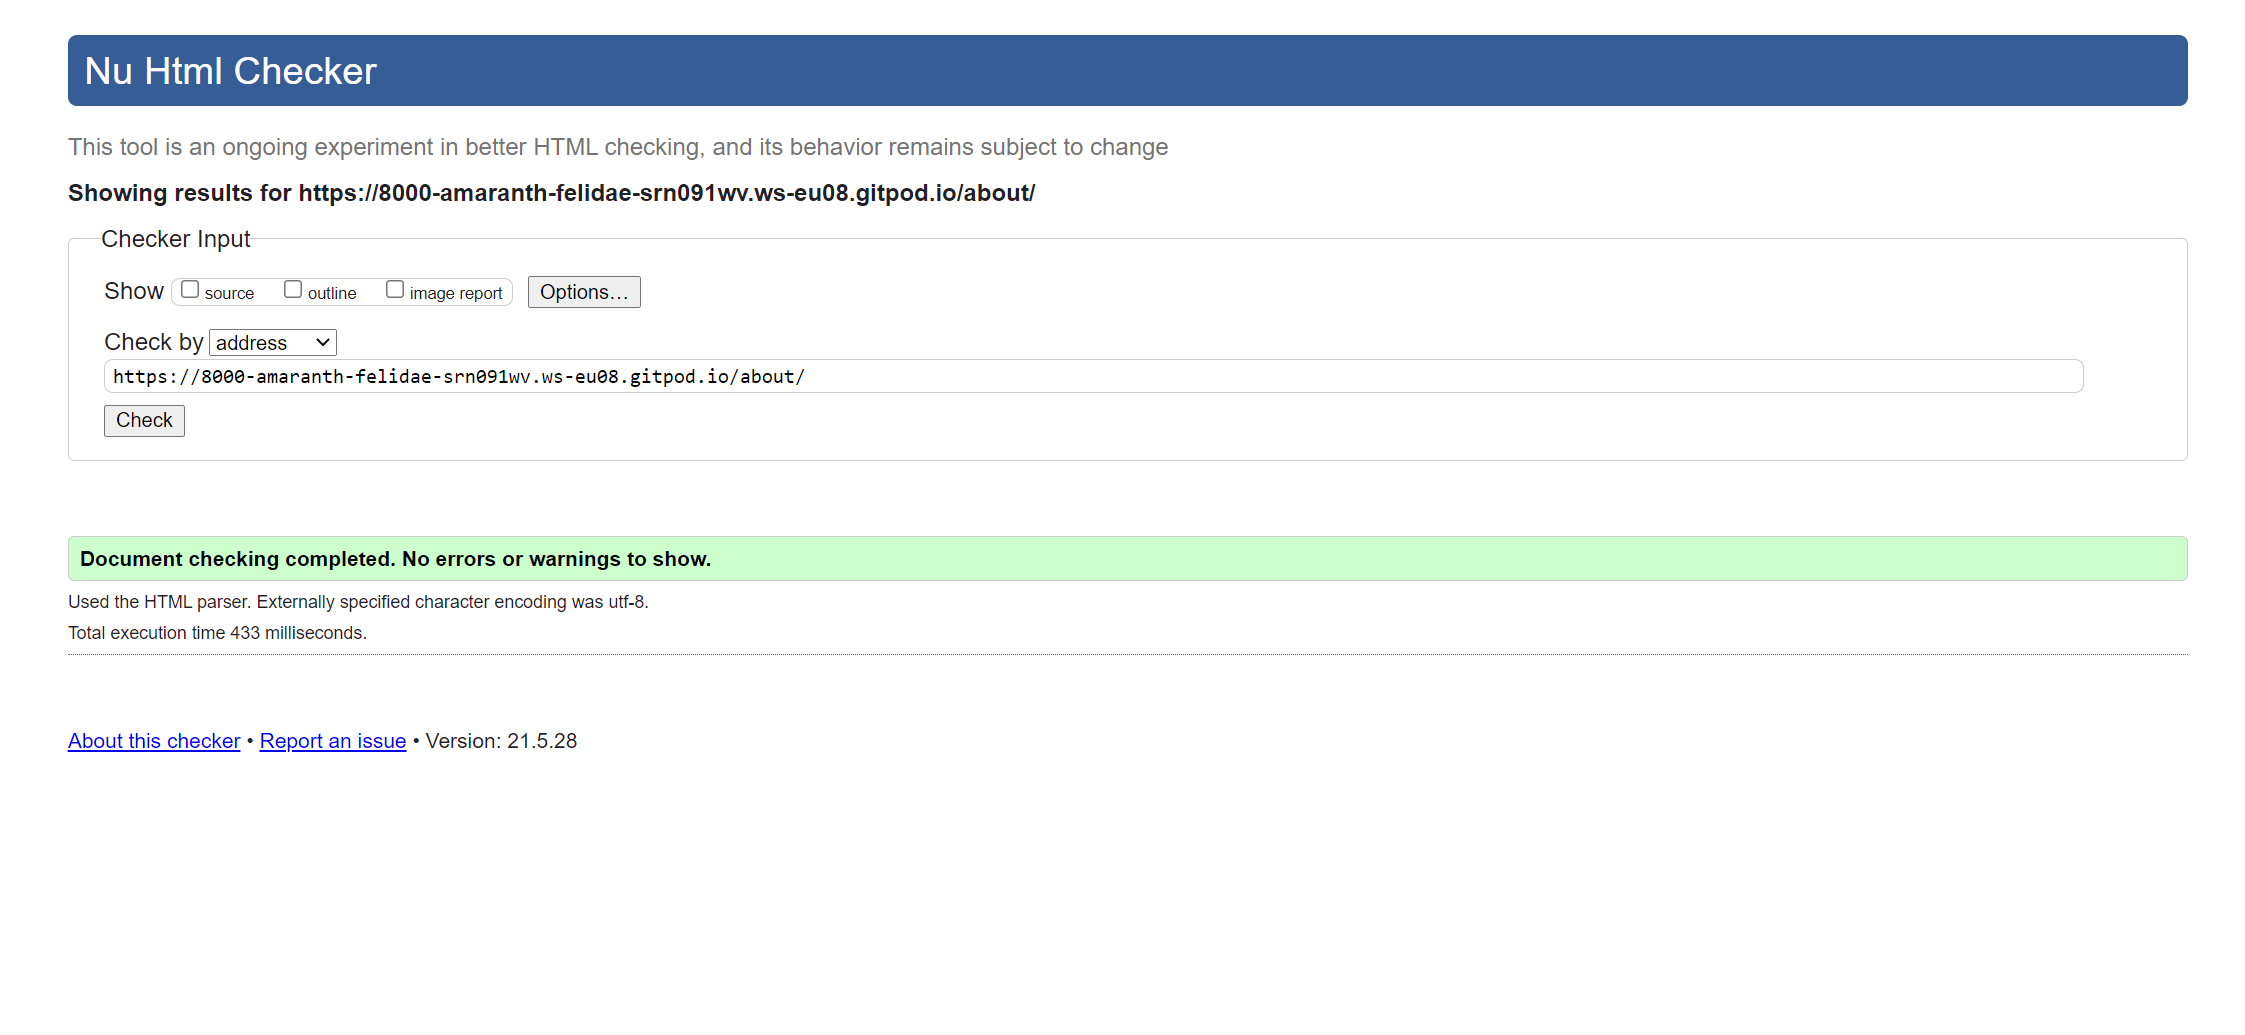 Nu Html Checker
This tool is an ongoing experiment in better HTML checking, and its behavior remains subject to change
Showing results for https://8000-amaranth-felidae-srn091wv.ws-eu08.gitpod.io/about/
Checker Input
Show source outline image report Options...
Check by address
https://8000-amaranth-felidae-srn091wv.ws-eu08.gitpod.io/about/
Check
Document checking completed. No errors or warnings to show.
Used the HTML parser. Externally specified character encoding was utf-8.
Total execution time 433 milliseconds.
About this checker • Report an issue • Version: 21.5.28